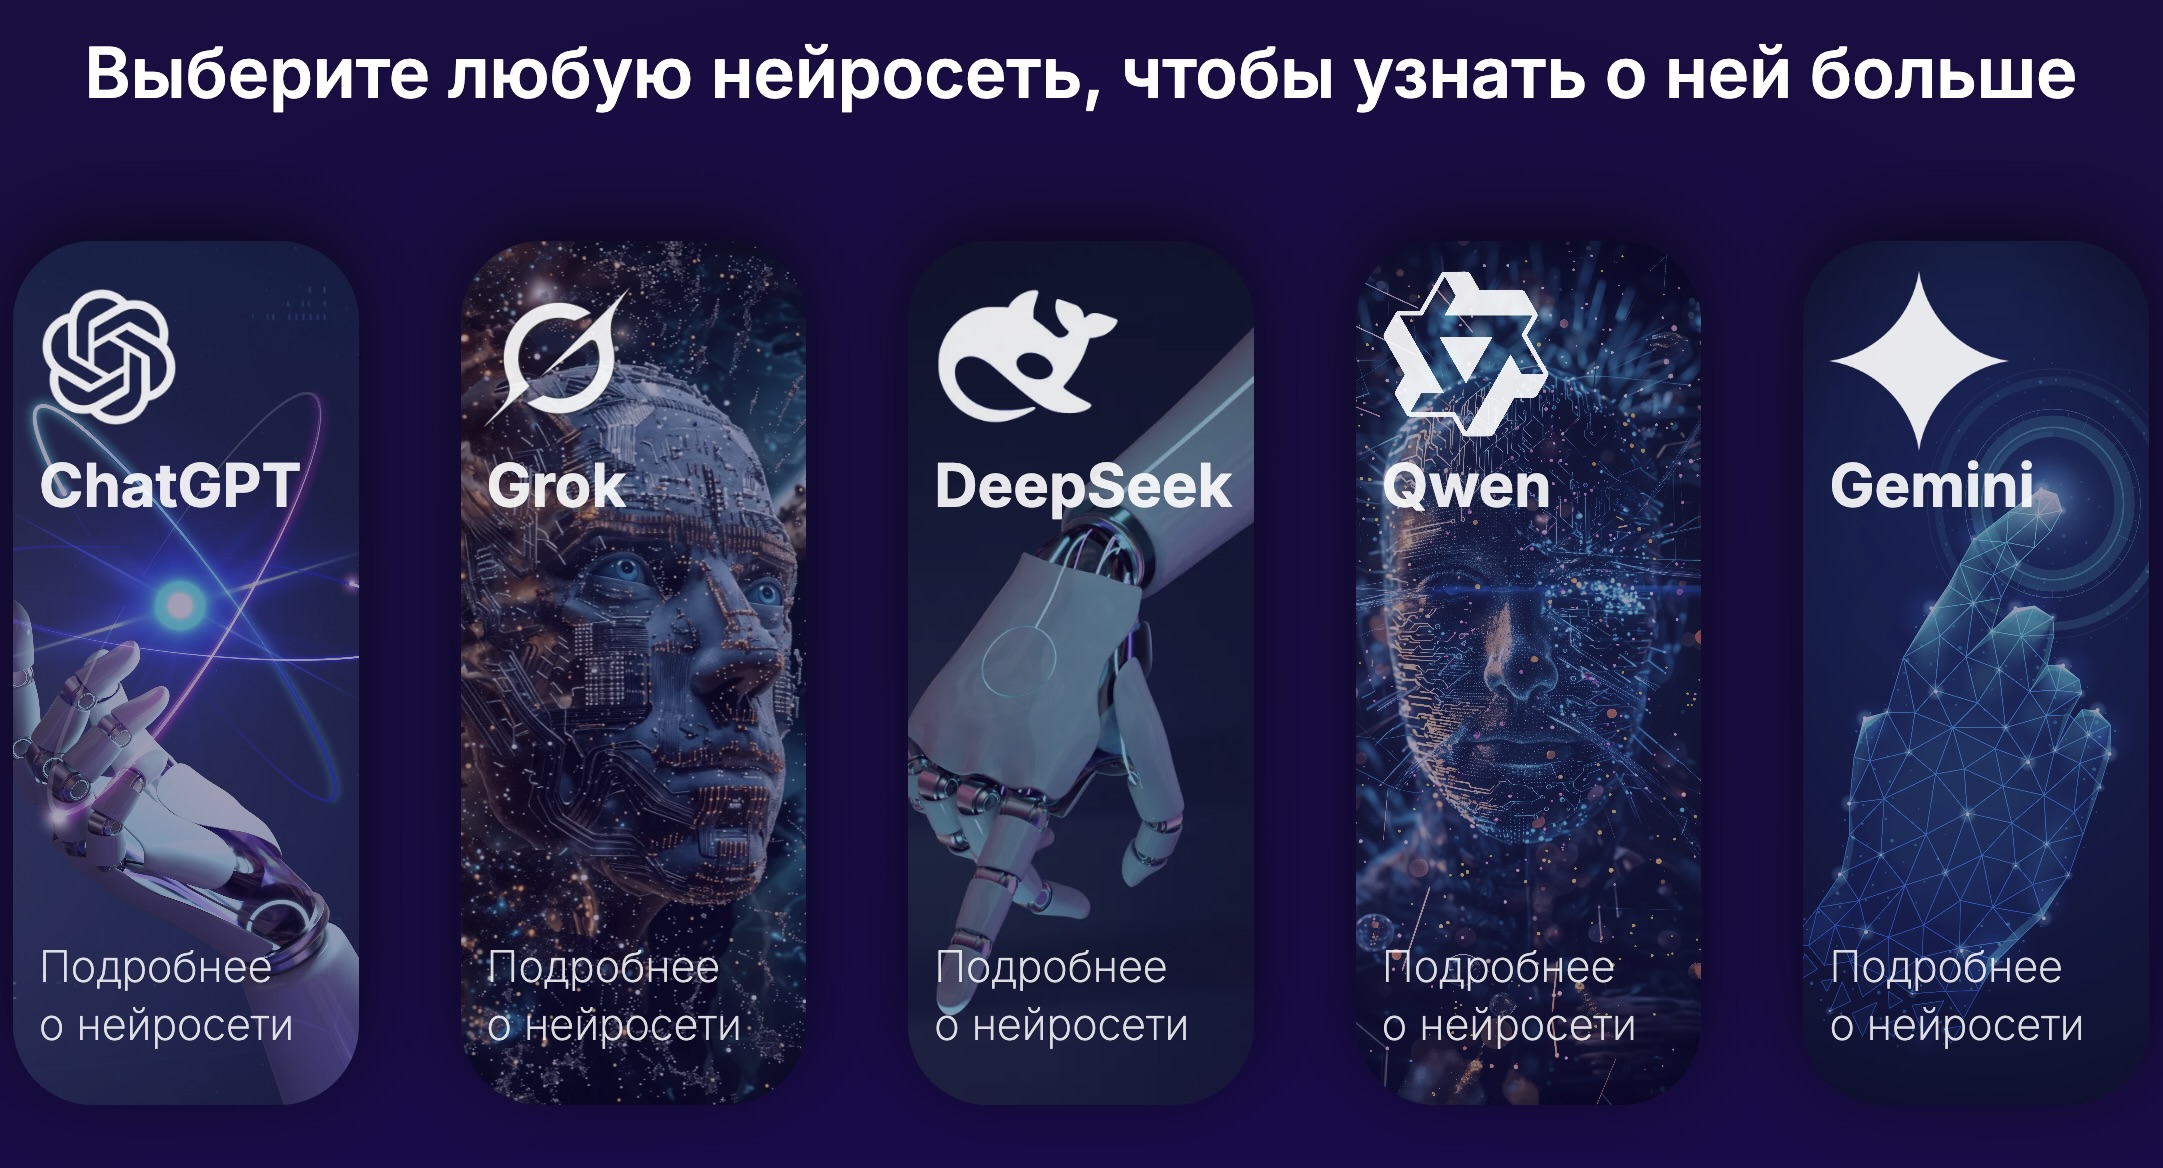 Выберите любую нейросеть, чтобы узнать о ней больше
ChatGPT
Подробнее
о нейросети
Grok
Подробнее
о нейросети
DeepSeek
Подробнее
о нейросети
Qwen
Подробнее
о нейросети
Gemini
Подробнее
о нейросети